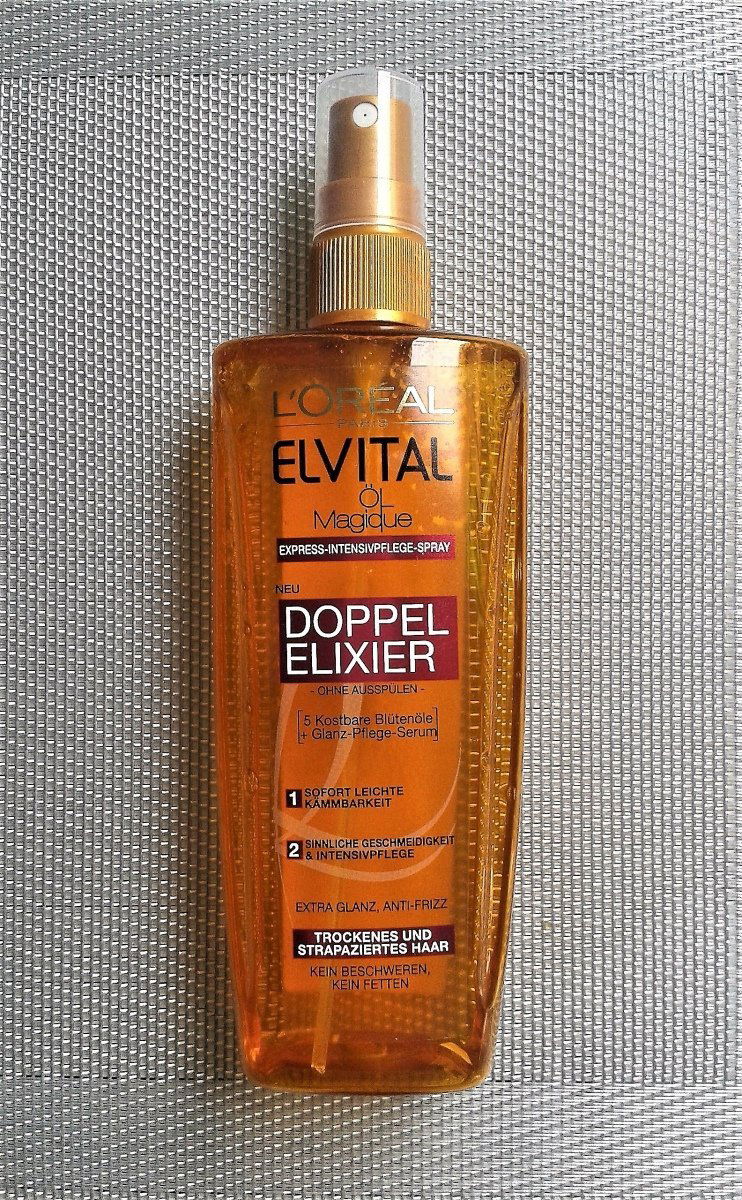 L'ORÉAL
PARIS
ELVITAL
ÖL
Magique
EXPRESS-INTENSIVPFLEGE-SPRAY
NEU
DOPPEL
ELIXIER
- OHNE AUSSPÜLEN -
[5 Kostbare Blütenöle
+ Glanz-Pflege-Serum]
1 SOFORT LEICHTE
KÄMMBARKEIT
2 SINNLICHE GESCHMEIDIGKEIT
& INTENSIVPFLEGE
EXTRA GLANZ, ANTI-FRIZZ
TROCKENES UND
STRAPAZIERTES HAAR
KEIN BESCHWEREN,
KEIN FETTEN